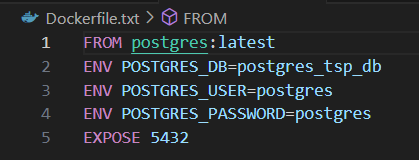 Dockerfile.txt > FROM
1 FROM postgres:latest
2 ENV POSTGRES_DB=postgres_tsp_db
3 ENV POSTGRES_USER=postgres
4 ENV POSTGRES_PASSWORD=postgres
5 EXPOSE 5432